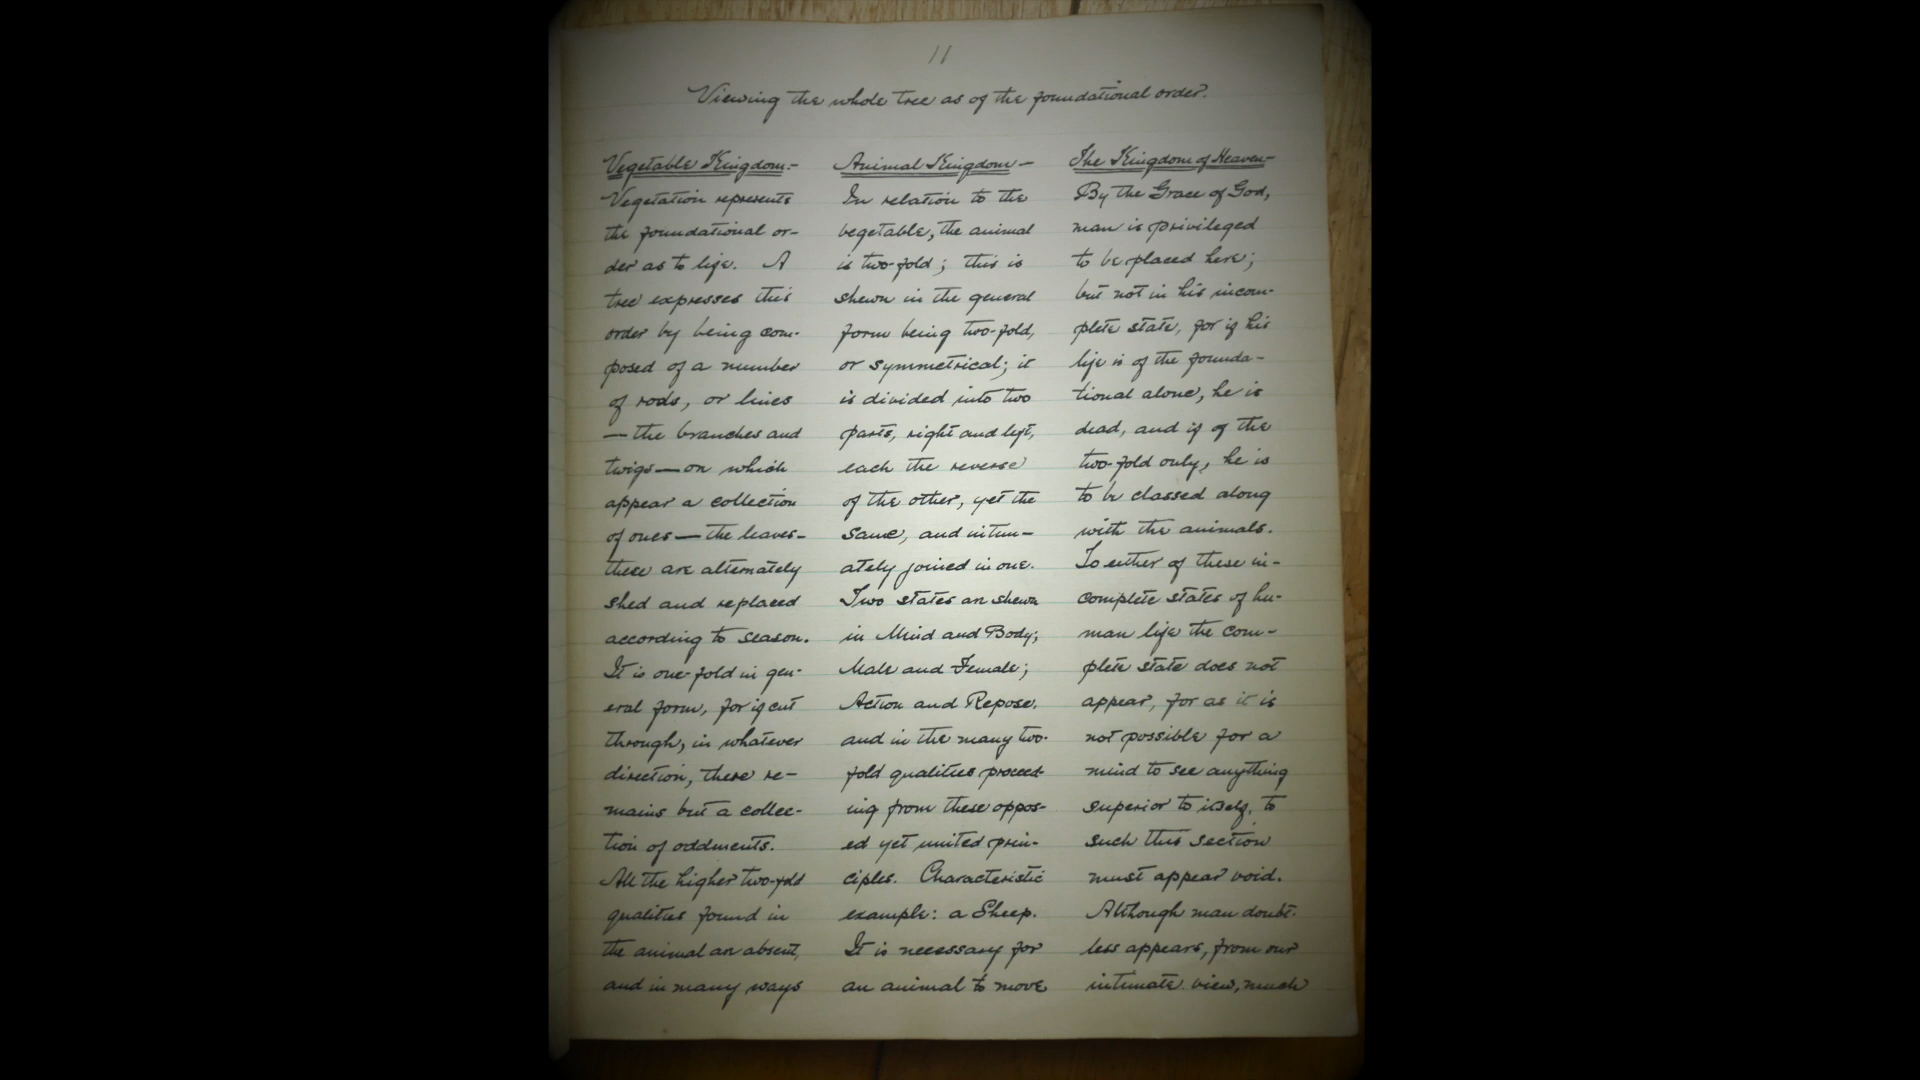 11
Viewing the whole tree as of the foundational order.
Vegetable Kingdom:-
Vegetation represents
the foundational or-
der as to life. A
tree expresses this
order by being com-
posed of a number
of rods, or lines
— the branches and
twigs — on which
appear a collection
of ones — the leaves -
these are alternately
shed and replaced
according to season.
It is one-fold in gen-
eral form, for if cut
through, in whatever
direction, there re-
mains but a collec-
tion of oddments.
All the higher two-fold
qualities found in
the animal are absent,
and in many ways
Animal Kingdom —
In relation to the
vegetable, the animal
is two-fold; this is
shewn in the general
form being two-fold,
or symmetrical; it
is divided into two
parts, right and left,
each the reverse
of the other, yet the
same, and intim-
ately joined in one.
Two states are shewn
in Mind and Body;
Male and Female;
Action and Repose.
and in the many two-
fold qualities proceed-
ing from these oppos-
ed yet united prin-
ciples. Characteristic
example: a Sheep.
It is necessary for
an animal to move
The Kingdom of Heaven-
By the Grace of God,
man is privileged
to be placed here;
but not in his incom-
plete state, for if his
life is of the founda-
tional alone, he is
dead, and if of the
two-fold only, he is
to be classed along
with the animals.
To either of these in-
complete states of hu-
man life the com-
plete state does not
appear, for as it is
not possible for a
mind to see anything
superior to itself, to
such this section
must appear void.
Although man doubt-
less appears, from our
intimate view, much